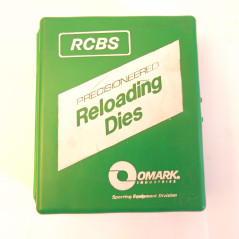 RCBS
PRECISIONEERED
Reloading
Dies
OMARK
INDUSTRIES
Sporting Equipment Division